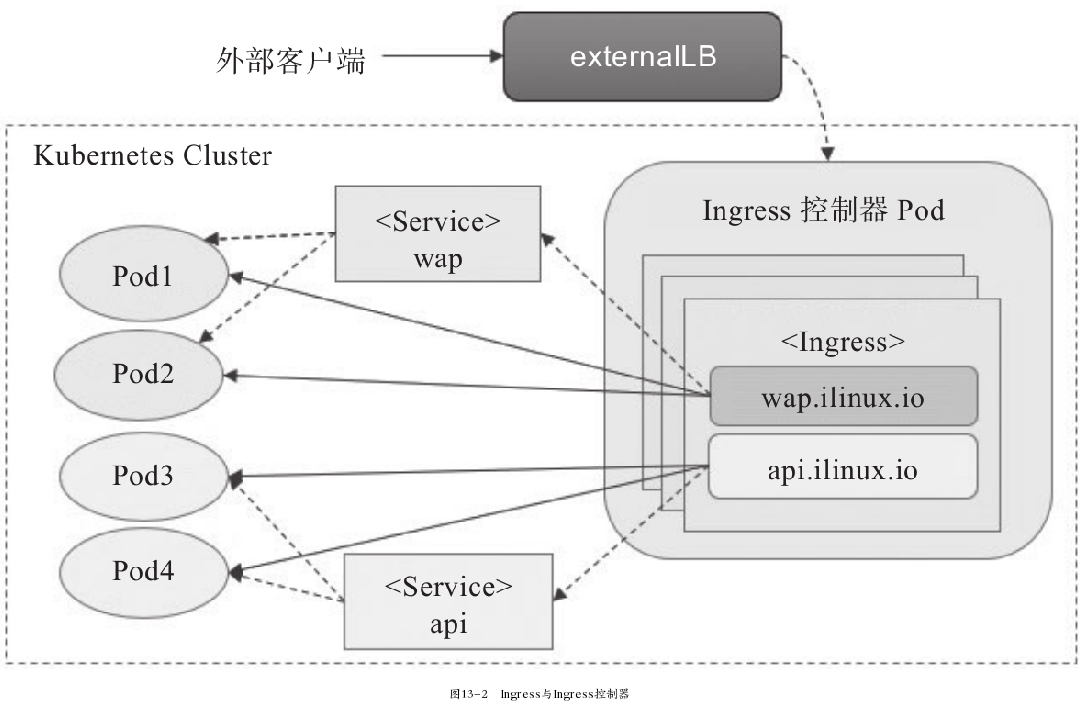 外部客户端
externalLB
Kubernetes Cluster
Ingress 控制器 Pod
<Service>
wap
Pod1
<Ingress>
Pod2
wap.ilinux.io
api.ilinux.io
Pod3
Pod4
<Service>
api
图13-2 Ingress与Ingress控制器